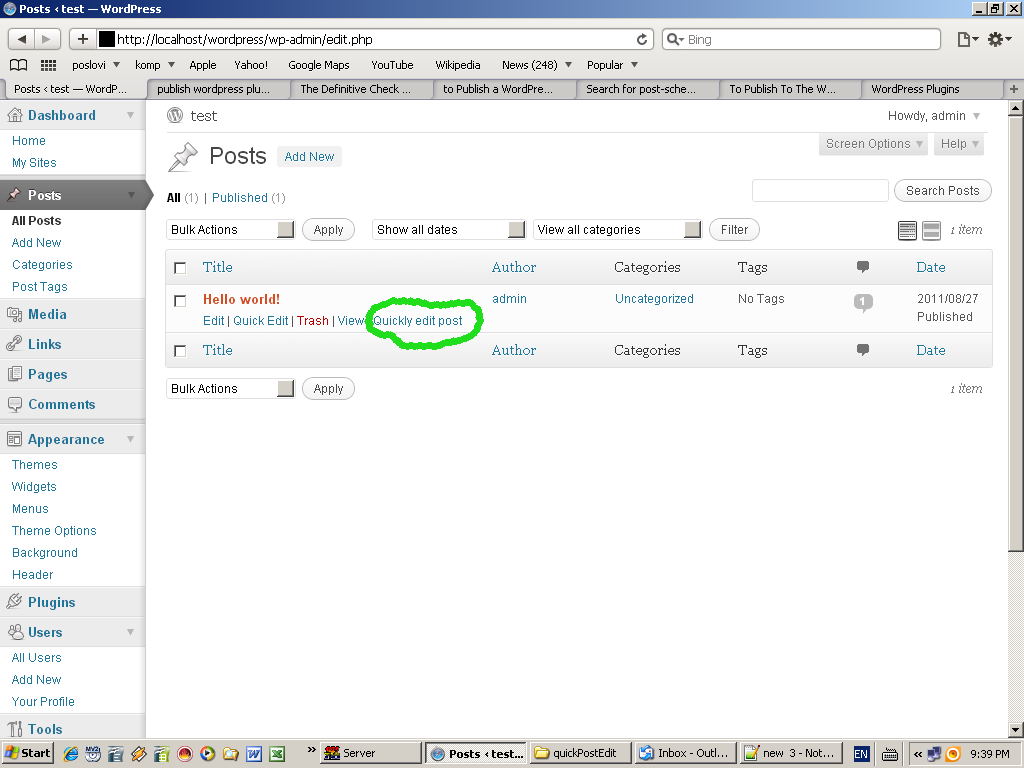 Posts ‹ test — WordPress
http://localhost/wordpress/wp-admin/edit.php
Bing
poslovi komp Apple Yahoo! Google Maps YouTube Wikipedia News (248) Popular
Posts ‹ test — WordP... publish wordpress plu... The Definitive Check ... to Publish a WordPre... Search for post-sche... To Publish To The W... WordPress Plugins
Dashboard
Home
My Sites
Posts
All Posts
Add New
Categories
Post Tags
Media
Links
Pages
Comments
Appearance
Themes
Widgets
Menus
Theme Options
Background
Header
Plugins
Users
All Users
Add New
Your Profile
Tools
test
Howdy, admin
Screen Options Help
Posts Add New
All (1) | Published (1)
Search Posts
Bulk Actions Apply Show all dates View all categories Filter 1 item
Title Author Categories Tags Date
Hello world! admin Uncategorized No Tags 1 2011/08/27
Edit | Quick Edit | Trash | View Quickly edit post Published
Title Author Categories Tags Date
Bulk Actions Apply 1 item
Start » Server Posts ‹ test... quickPostEdit Inbox - Outl... new 3 - Not... EN « 9:39 PM